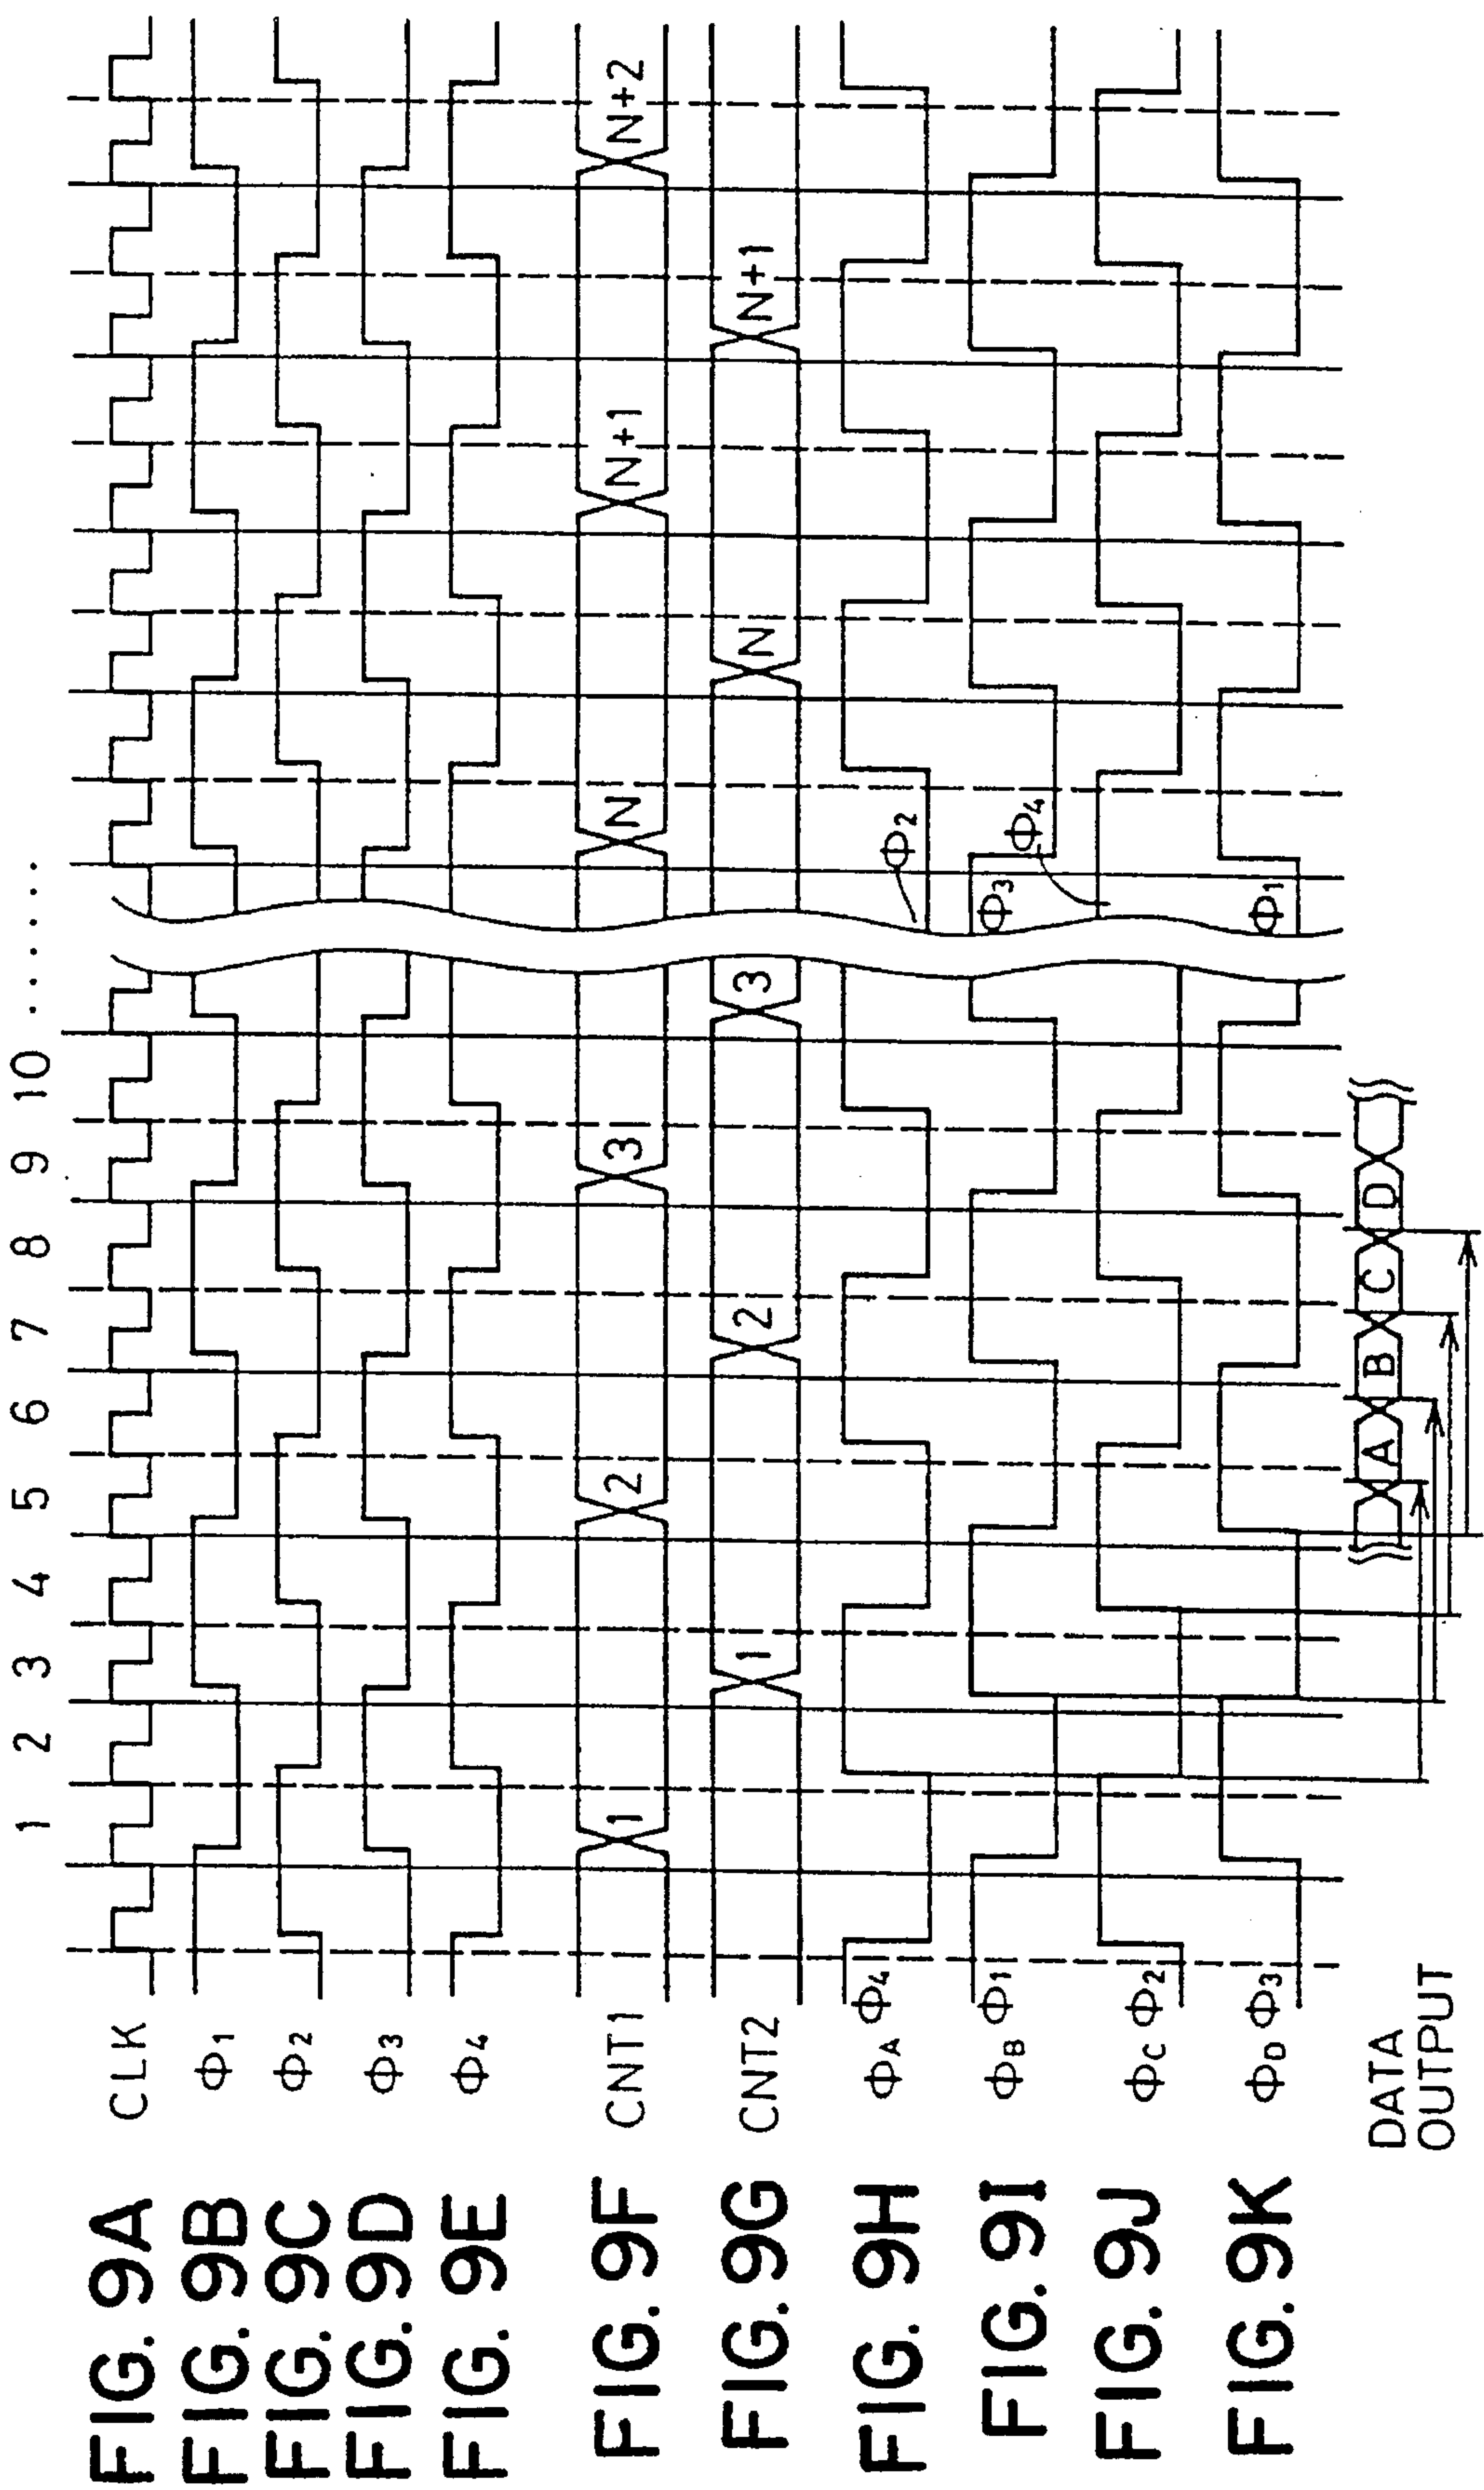 1 2 3 4 5 6 7 8 9 10 ......
FIG. 9A CLK
FIG. 9B Φ1
FIG. 9C Φ2
FIG. 9D Φ3
FIG. 9E Φ4
FIG. 9F CNT1 1 2 3 N N+1 N+2
FIG. 9G CNT2 1 2 3 N N+1
FIG. 9H ΦA Φ4 Φ2
FIG. 9I ΦB Φ1 Φ3
FIG. 9J ΦC Φ2 Φ4
FIG. 9K ΦD Φ3 Φ1
DATA
OUTPUT
A B C D